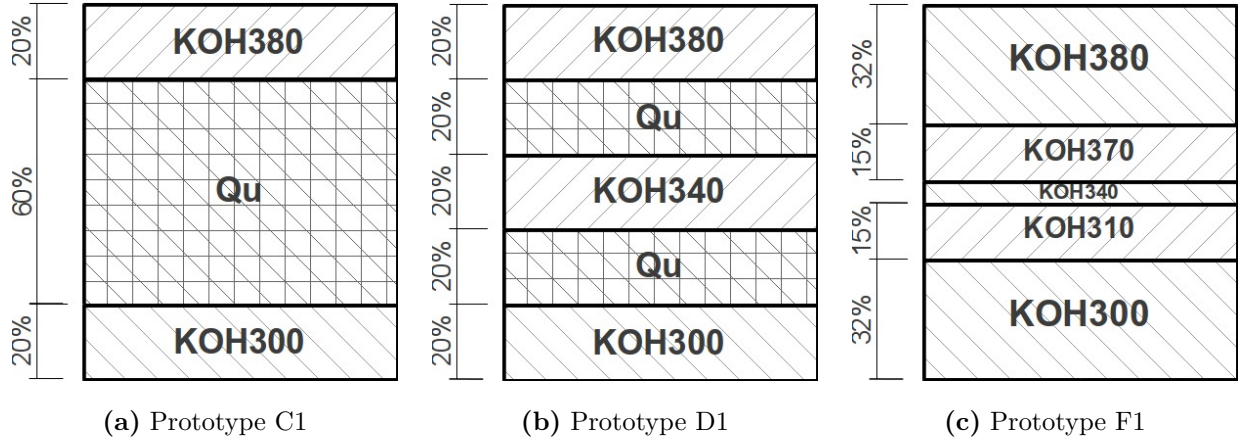 20%
KOH380
60%
Qu
20%
KOH300
(a) Prototype C1
20%
KOH380
20%
Qu
20%
KOH340
20%
Qu
20%
KOH300
(b) Prototype D1
32%
KOH380
15%
KOH370
KOH340
15%
KOH310
32%
KOH300
(c) Prototype F1